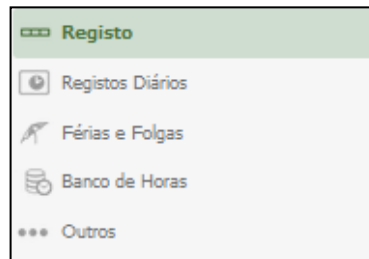 Registo
Registos Diários
Férias e Folgas
Banco de Horas
Outros